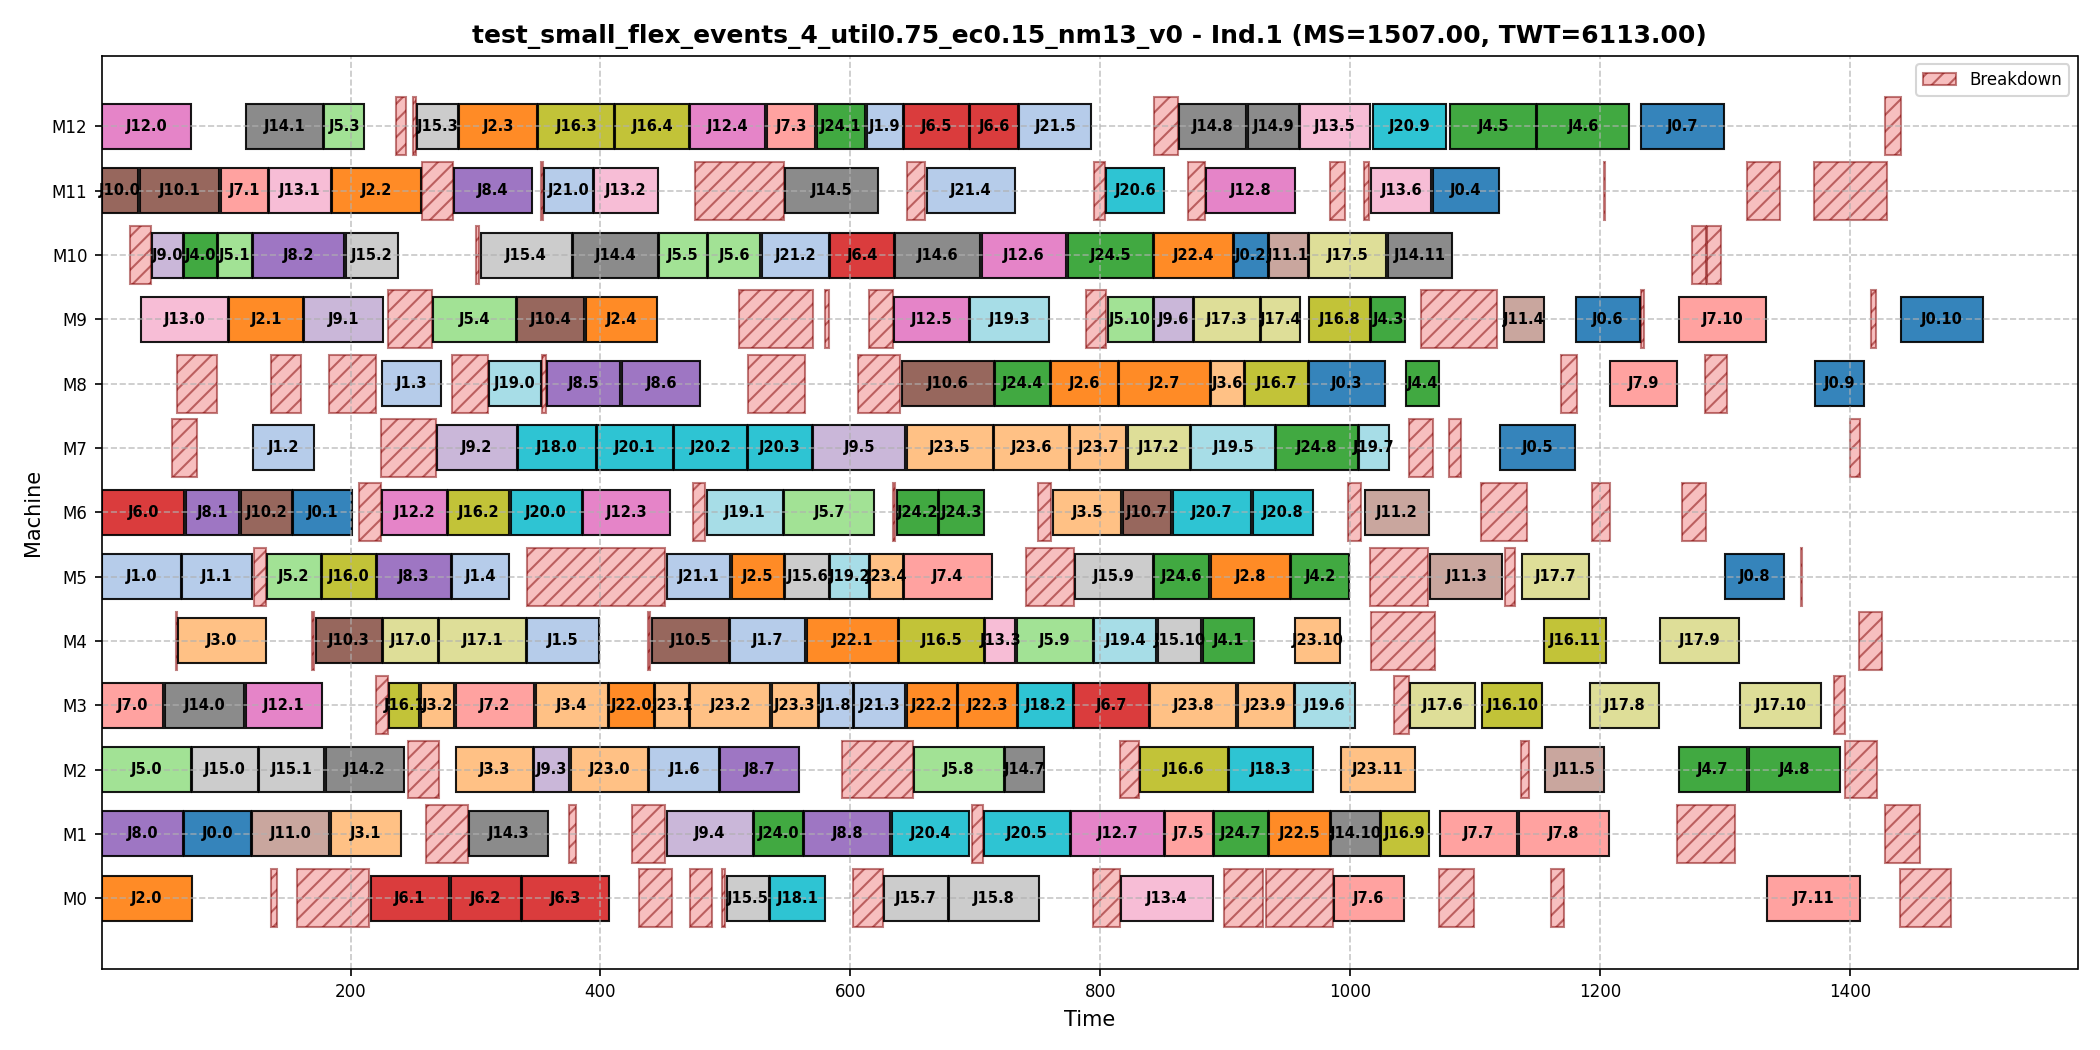 test_small_flex_events_4_util0.75_ec0.15_nm13_v0 - Ind.1 (MS=1507.00, TWT=6113.00)
Breakdown
Machine
M12 J12.0 J14.1 J5.3 J15.3 J2.3 J16.3 J16.4 J12.4 J7.3 J24.1 J1.9 J6.5 J6.6 J21.5 J14.8 J14.9 J13.5 J20.9 J4.5 J4.6 J0.7
M11 J10.0 J10.1 J7.1 J13.1 J2.2 J8.4 J21.0 J13.2 J14.5 J21.4 J20.6 J12.8 J13.6 J0.4
M10 J9.0 J4.0 J5.1 J8.2 J15.2 J15.4 J14.4 J5.5 J5.6 J21.2 J6.4 J14.6 J12.6 J24.5 J22.4 J0.2 J11.1 J17.5 J14.11
M9 J13.0 J2.1 J9.1 J5.4 J10.4 J2.4 J12.5 J19.3 J5.10 J9.6 J17.3 J17.4 J16.8 J4.3 J11.4 J0.6 J7.10 J0.10
M8 J1.3 J19.0 J8.5 J8.6 J10.6 J24.4 J2.6 J2.7 J3.6 J16.7 J0.3 J4.4 J7.9 J0.9
M7 J1.2 J9.2 J18.0 J20.1 J20.2 J20.3 J9.5 J23.5 J23.6 J23.7 J17.2 J19.5 J24.8 J19.7 J0.5
M6 J6.0 J8.1 J10.2 J0.1 J12.2 J16.2 J20.0 J12.3 J19.1 J5.7 J24.2 J24.3 J3.5 J10.7 J20.7 J20.8 J11.2
M5 J1.0 J1.1 J5.2 J16.0 J8.3 J1.4 J21.1 J2.5 J15.6 J19.2 J23.4 J7.4 J15.9 J24.6 J2.8 J4.2 J11.3 J17.7 J0.8
M4 J3.0 J10.3 J17.0 J17.1 J1.5 J10.5 J1.7 J22.1 J16.5 J13.3 J5.9 J19.4 J15.10 J4.1 J23.10 J16.11 J17.9
M3 J7.0 J14.0 J12.1 J16.1 J3.2 J7.2 J3.4 J22.0 J23.1 J23.2 J23.3 J1.8 J21.3 J22.2 J22.3 J18.2 J6.7 J23.8 J23.9 J19.6 J17.6 J16.10 J17.8 J17.10
M2 J5.0 J15.0 J15.1 J14.2 J3.3 J9.3 J23.0 J1.6 J8.7 J5.8 J14.7 J16.6 J18.3 J23.11 J11.5 J4.7 J4.8
M1 J8.0 J0.0 J11.0 J3.1 J14.3 J9.4 J24.0 J8.8 J20.4 J20.5 J12.7 J7.5 J24.7 J22.5 J14.10 J16.9 J7.7 J7.8
M0 J2.0 J6.1 J6.2 J6.3 J15.5 J18.1 J15.7 J15.8 J13.4 J7.6 J7.11
200 400 600 800 1000 1200 1400
Time